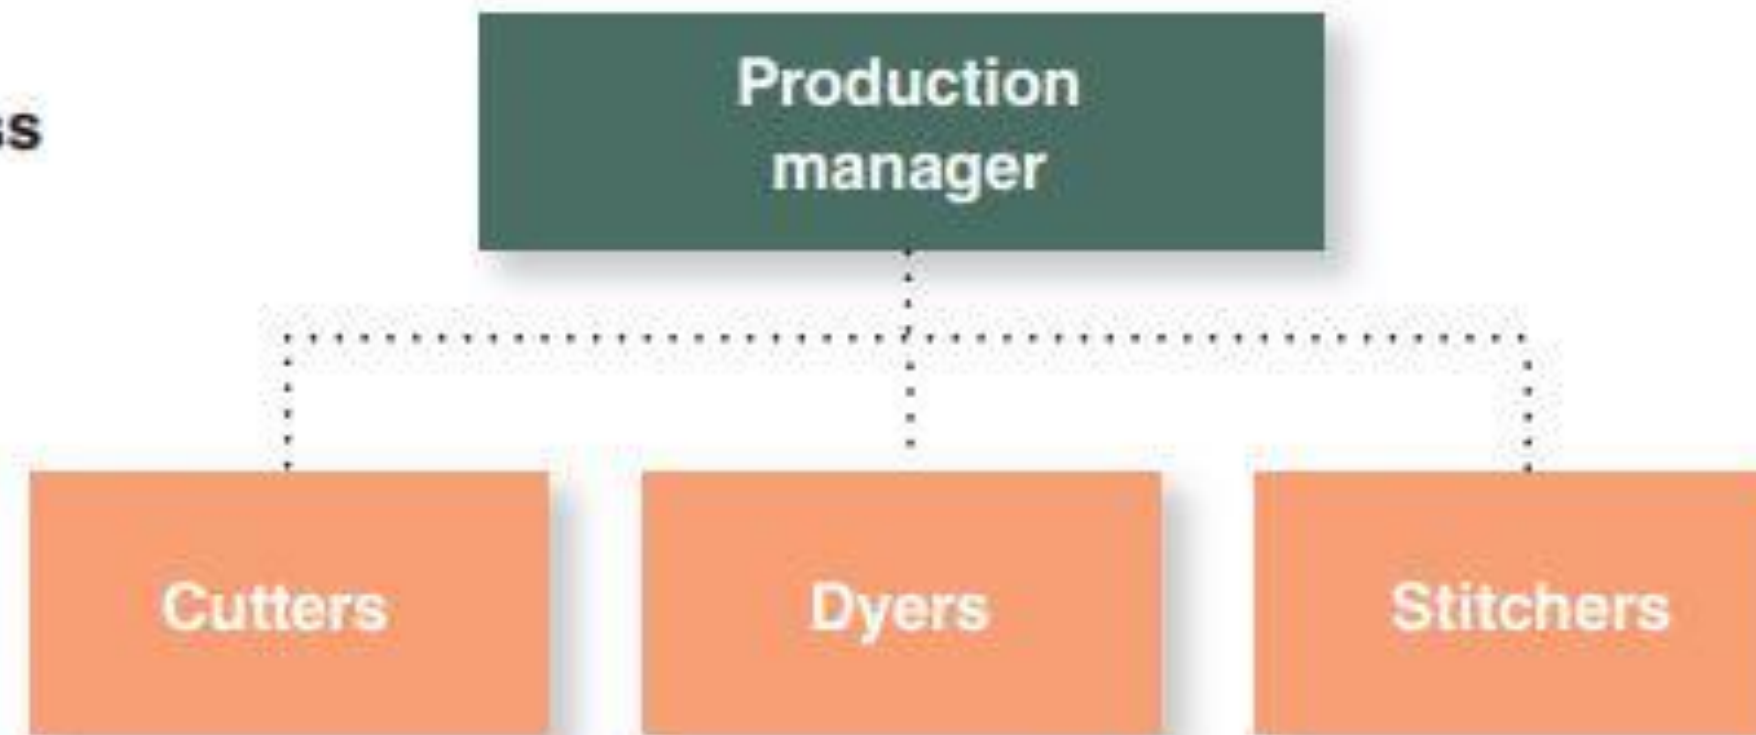 Production
manager
Cutters
Dyers
Stitchers